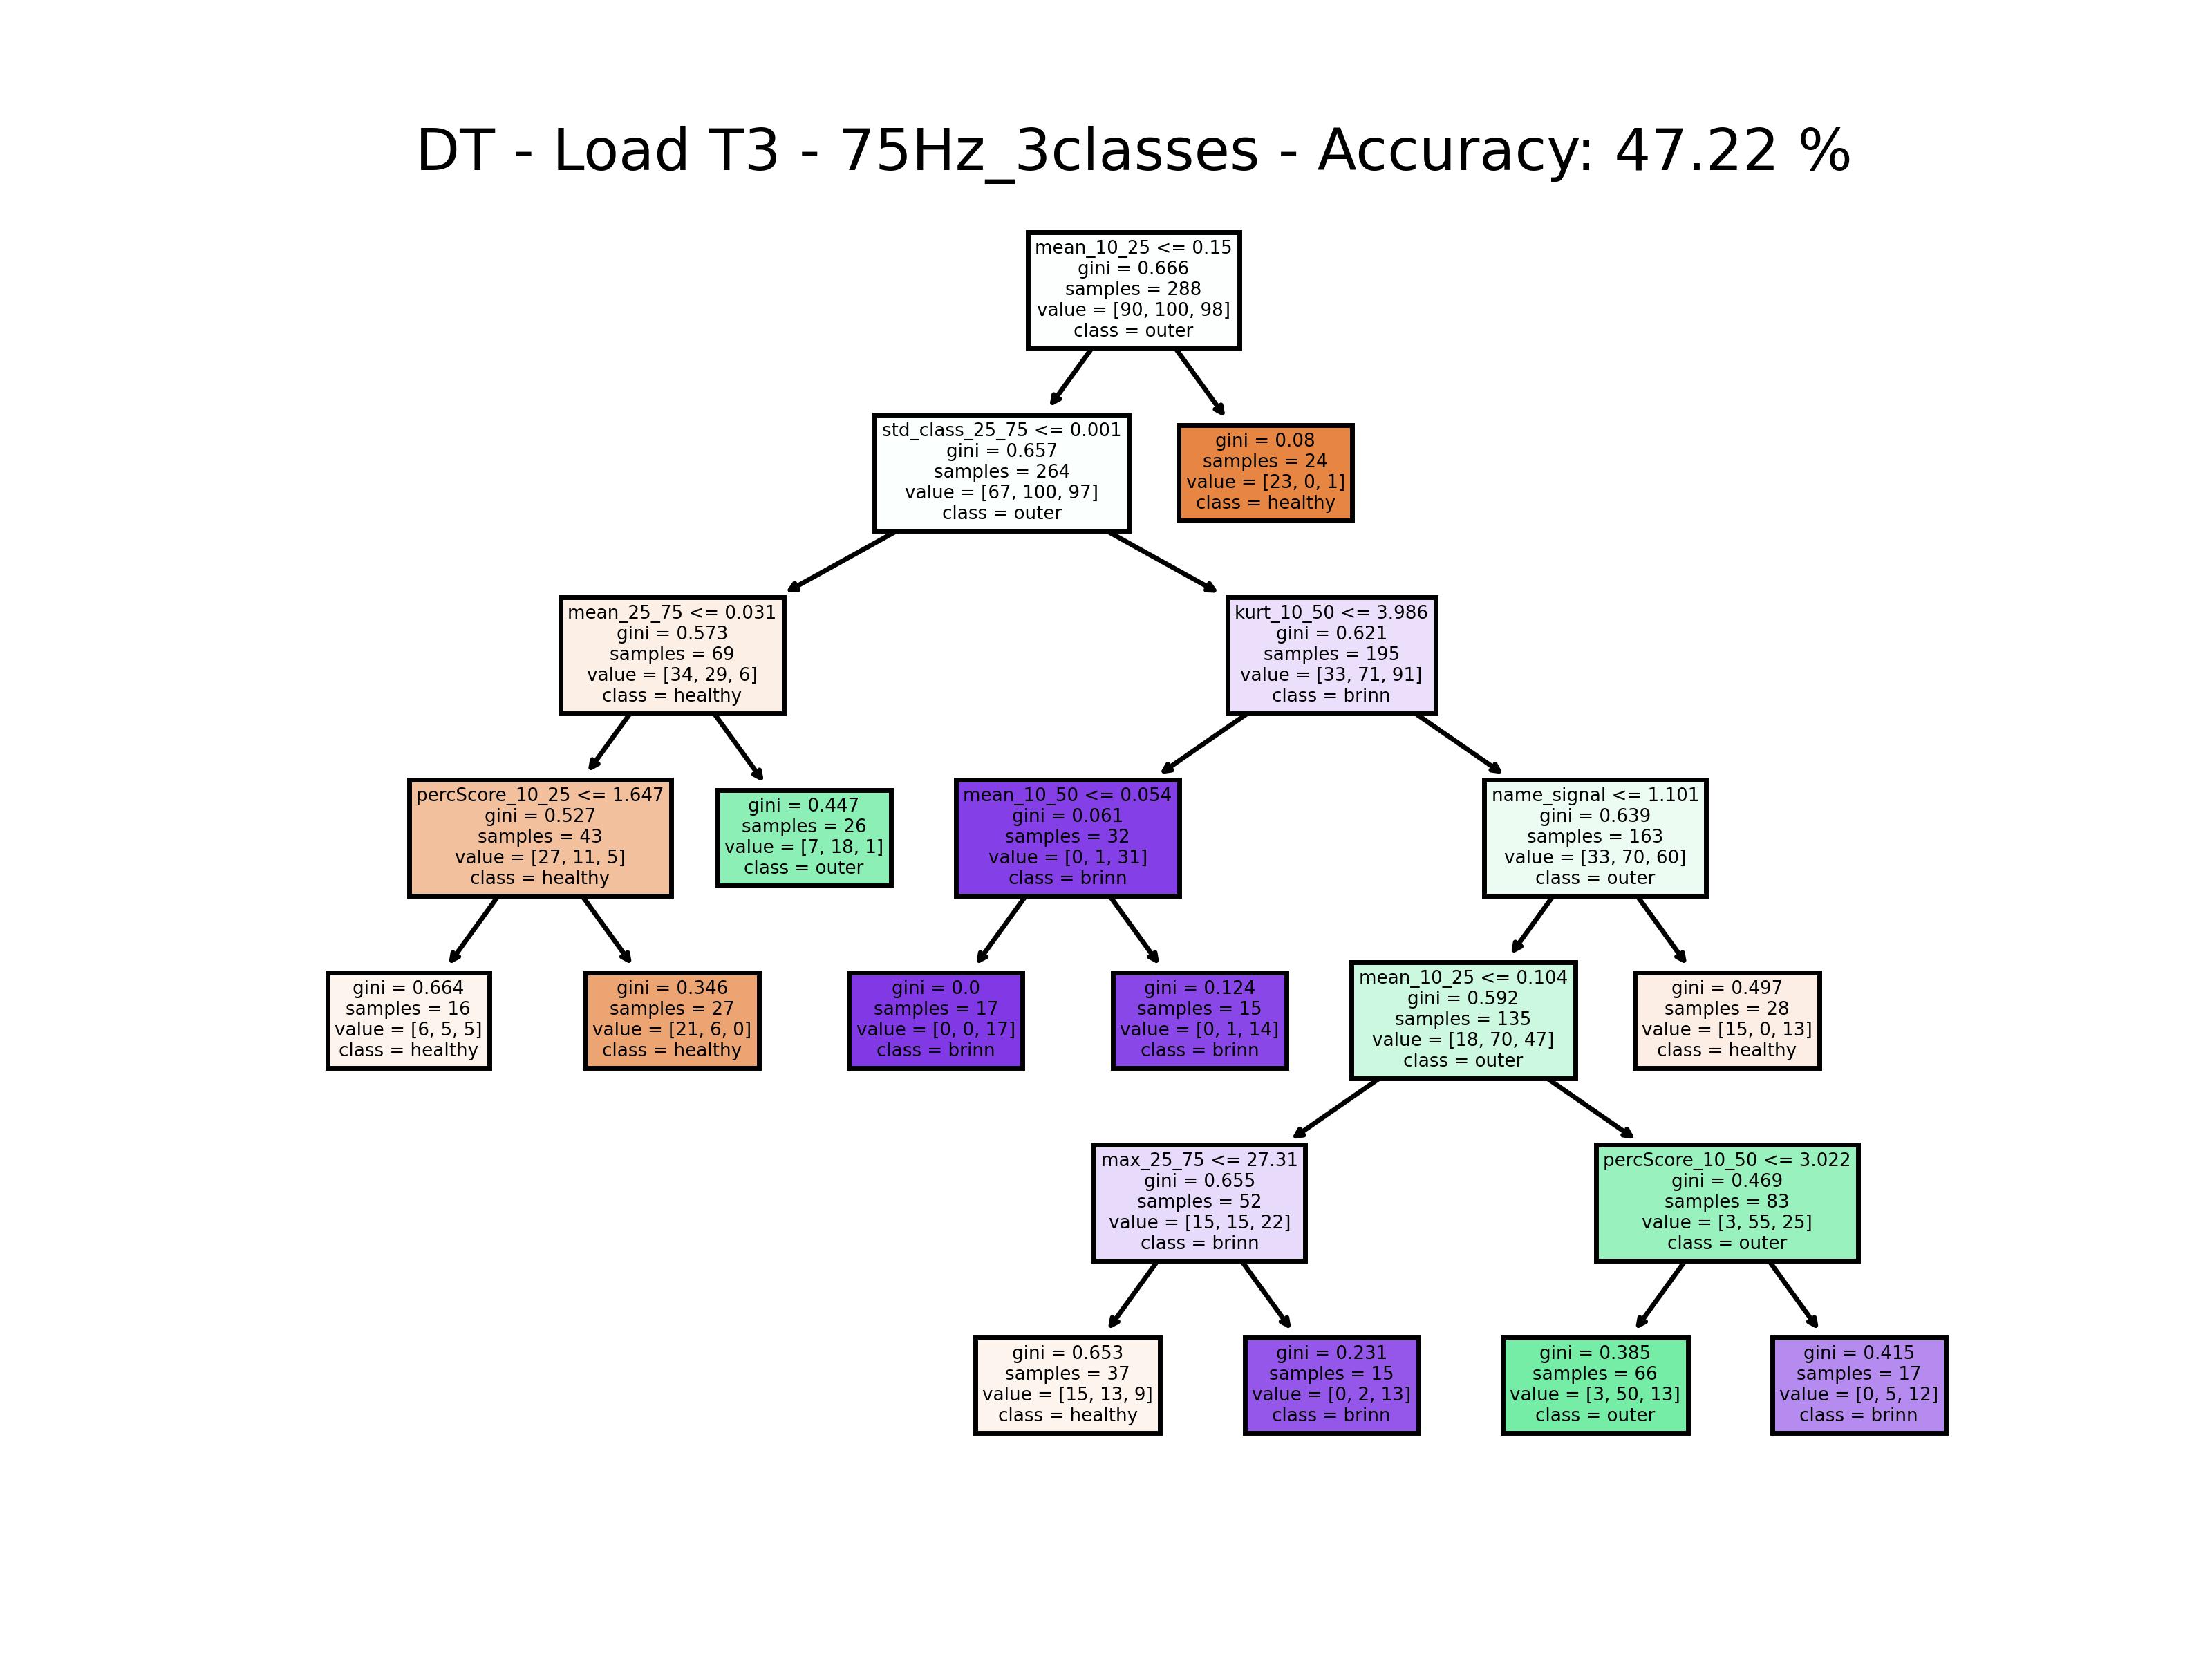 DT - Load T3 - 75Hz_3classes - Accuracy: 47.22 %
mean_10_25 <= 0.15
gini = 0.666
samples = 288
value = [90, 100, 98]
class = outer
std_class_25_75 <= 0.001
gini = 0.657
samples = 264
value = [67, 100, 97]
class = outer
gini = 0.08
samples = 24
value = [23, 0, 1]
class = healthy
mean_25_75 <= 0.031
gini = 0.573
samples = 69
value = [34, 29, 6]
class = healthy
kurt_10_50 <= 3.986
gini = 0.621
samples = 195
value = [33, 71, 91]
class = brinn
percScore_10_25 <= 1.647
gini = 0.527
samples = 43
value = [27, 11, 5]
class = healthy
gini = 0.447
samples = 26
value = [7, 18, 1]
class = outer
mean_10_50 <= 0.054
gini = 0.061
samples = 32
value = [0, 1, 31]
class = brinn
name_signal <= 1.101
gini = 0.639
samples = 163
value = [33, 70, 60]
class = outer
gini = 0.664
samples = 16
value = [6, 5, 5]
class = healthy
gini = 0.346
samples = 27
value = [21, 6, 0]
class = healthy
gini = 0.0
samples = 17
value = [0, 0, 17]
class = brinn
gini = 0.124
samples = 15
value = [0, 1, 14]
class = brinn
mean_10_25 <= 0.104
gini = 0.592
samples = 135
value = [18, 70, 47]
class = outer
gini = 0.497
samples = 28
value = [15, 0, 13]
class = healthy
max_25_75 <= 27.31
gini = 0.655
samples = 52
value = [15, 15, 22]
class = brinn
percScore_10_50 <= 3.022
gini = 0.469
samples = 83
value = [3, 55, 25]
class = outer
gini = 0.653
samples = 37
value = [15, 13, 9]
class = healthy
gini = 0.231
samples = 15
value = [0, 2, 13]
class = brinn
gini = 0.385
samples = 66
value = [3, 50, 13]
class = outer
gini = 0.415
samples = 17
value = [0, 5, 12]
class = brinn